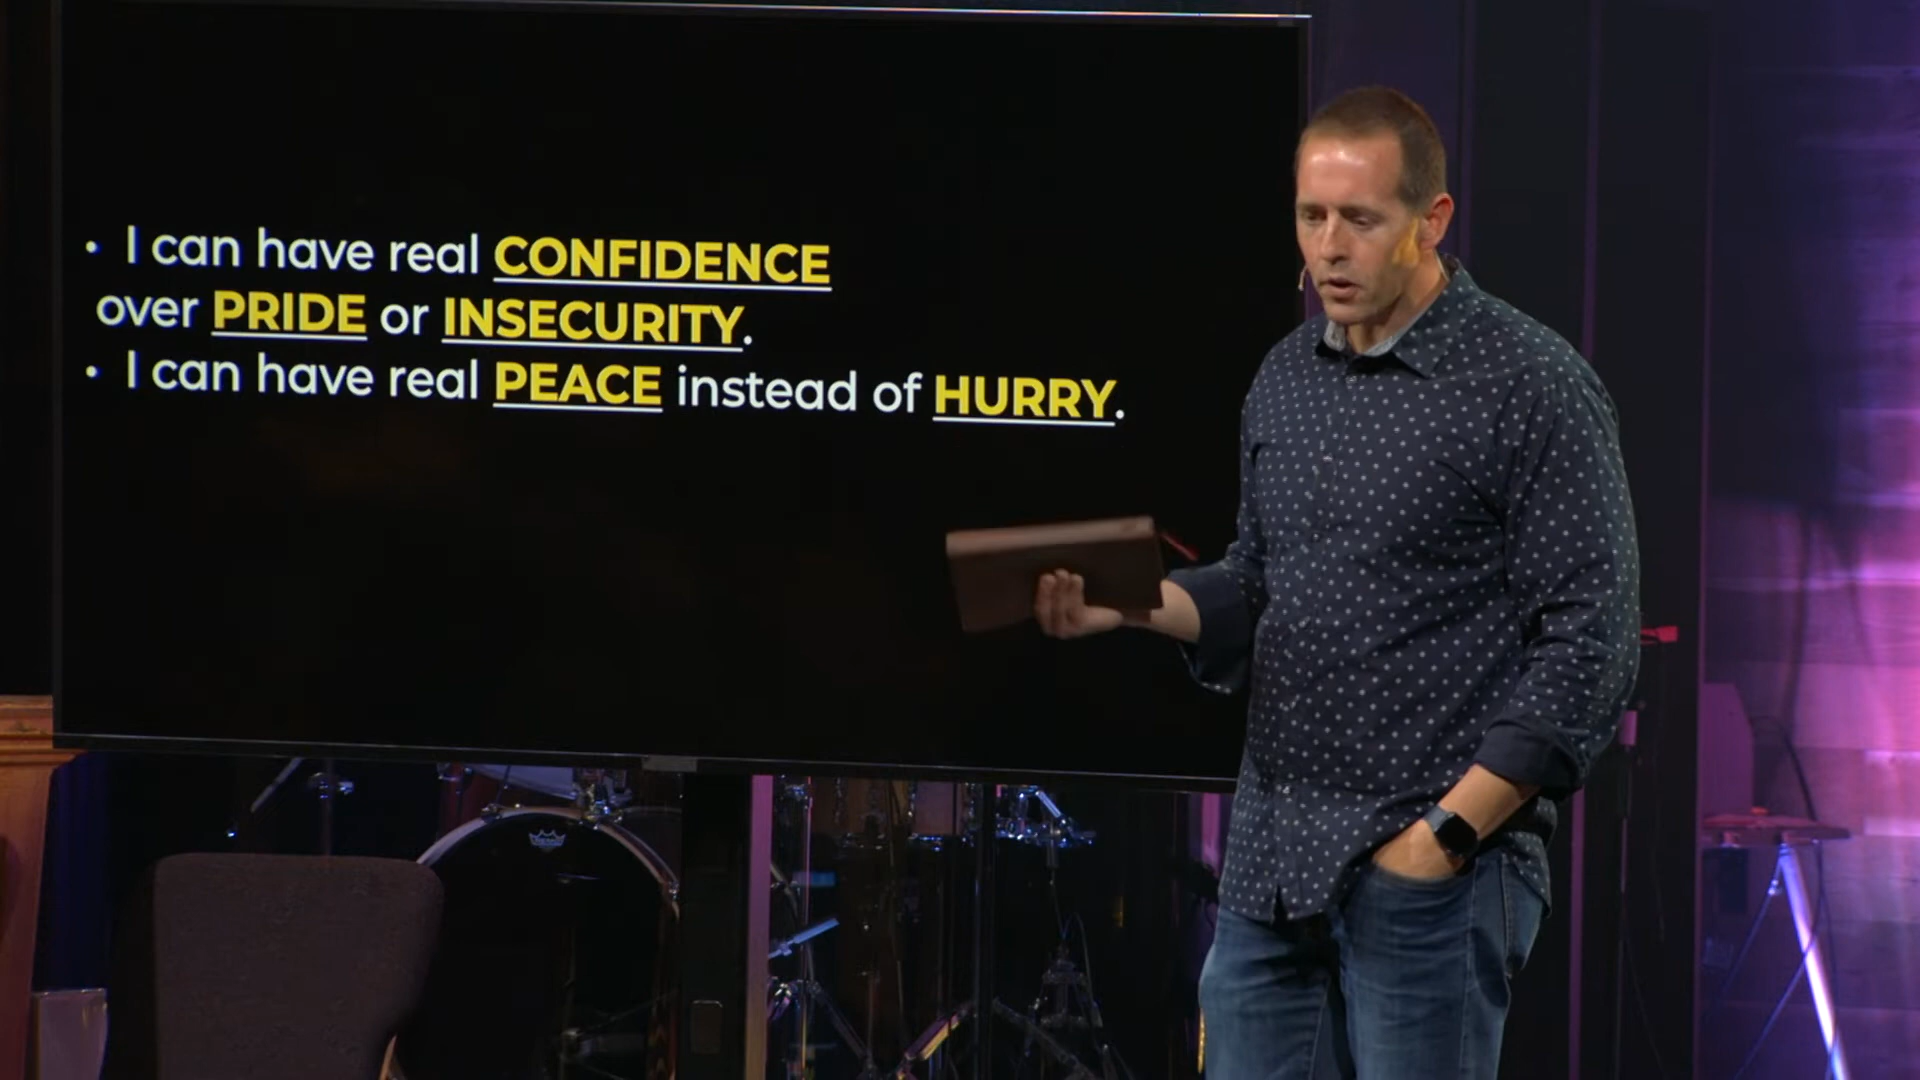 • I can have real CONFIDENCE
over PRIDE or INSECURITY.
• I can have real PEACE instead of HURRY.